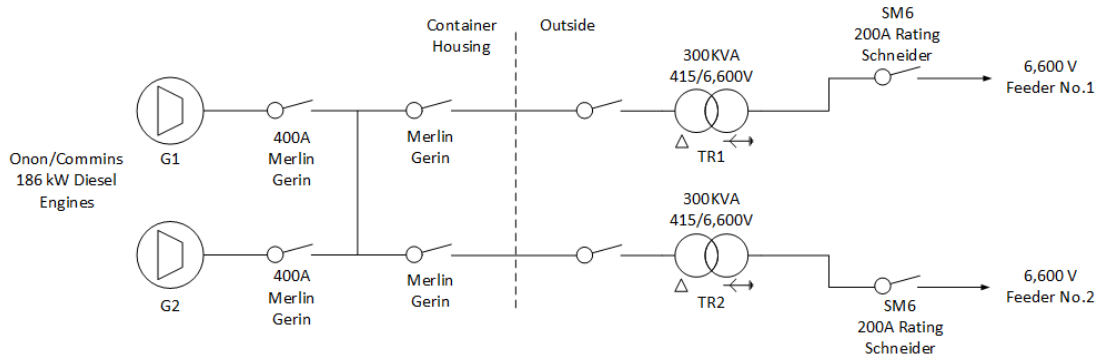 SM6
200A Rating
Schneider
Container
Housing
Outside
300KVA
415/6,600V
6,600 V
Feeder No.1
G1
400A
Merlin
Gerin
Merlin
Gerin
TR1
Onon/Commins
186 kW Diesel
Engines
300KVA
415/6,600V
6,600 V
Feeder No.2
G2
400A
Merlin
Gerin
Merlin
Gerin
TR2
SM6
200A Rating
Schneider